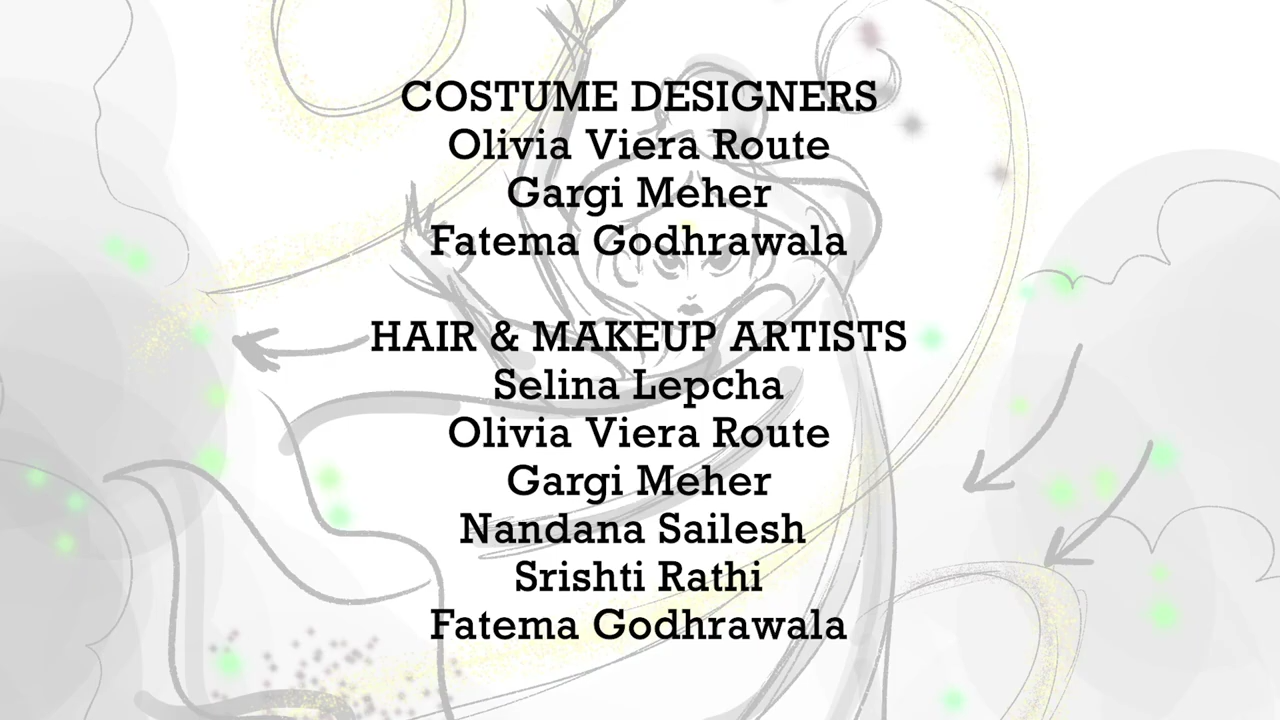 COSTUME DESIGNERS
Olivia Viera Route
Gargi Meher
Fatema Godhrawala
HAIR & MAKEUP ARTISTS
Selina Lepcha
Olivia Viera Route
Gargi Meher
Nandana Sailesh
Srishti Rathi
Fatema Godhrawala